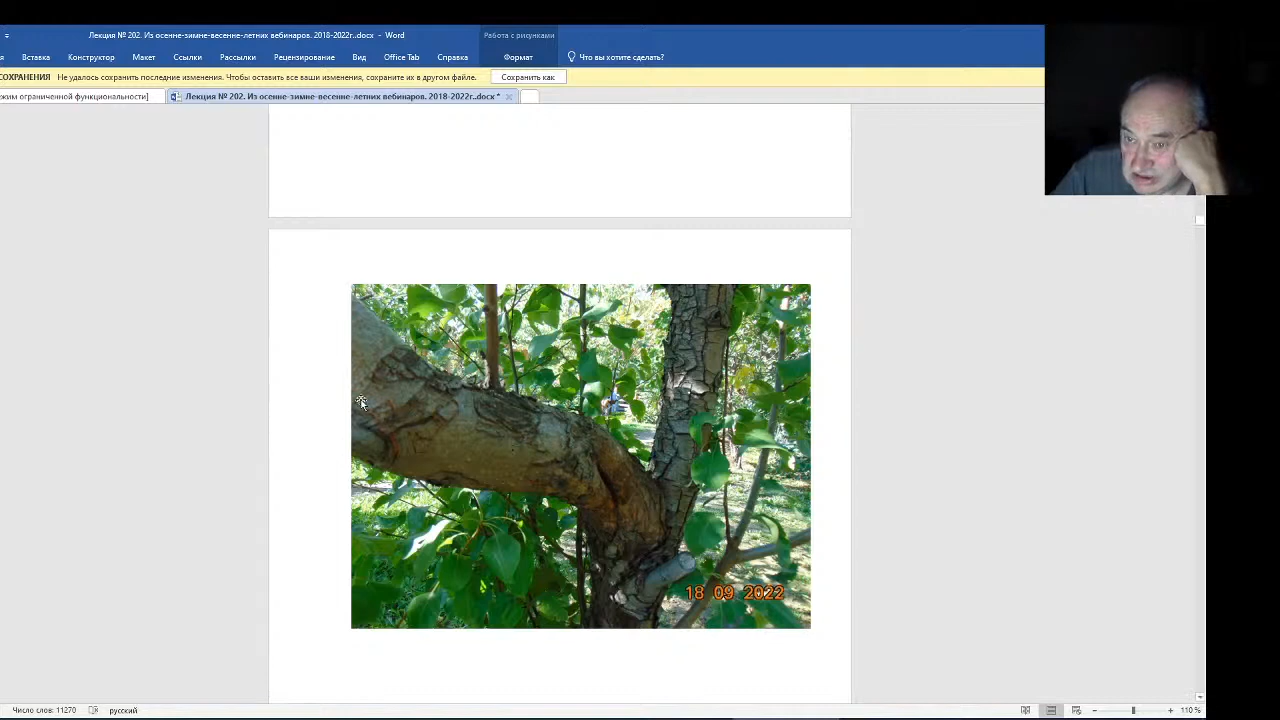 Лекция № 202. Из осенне-зимне-весенне-летних вебинаров. 2018-2022г..docx - Word
Работа с рисунками
Вставка Конструктор Макет Ссылки Рассылки Рецензирование Вид Office Tab Справка Формат Что вы хотите сделать?
СОХРАНЕНИЯ Не удалось сохранить последние изменения. Чтобы оставить все ваши изменения, сохраните их в другом файле. Сохранить как
жим ограниченной функциональности] Лекция № 202. Из осенне-зимне-весенне-летних вебинаров. 2018-2022г..docx *
18 09 2022
Число слов: 11270 русский 110 %